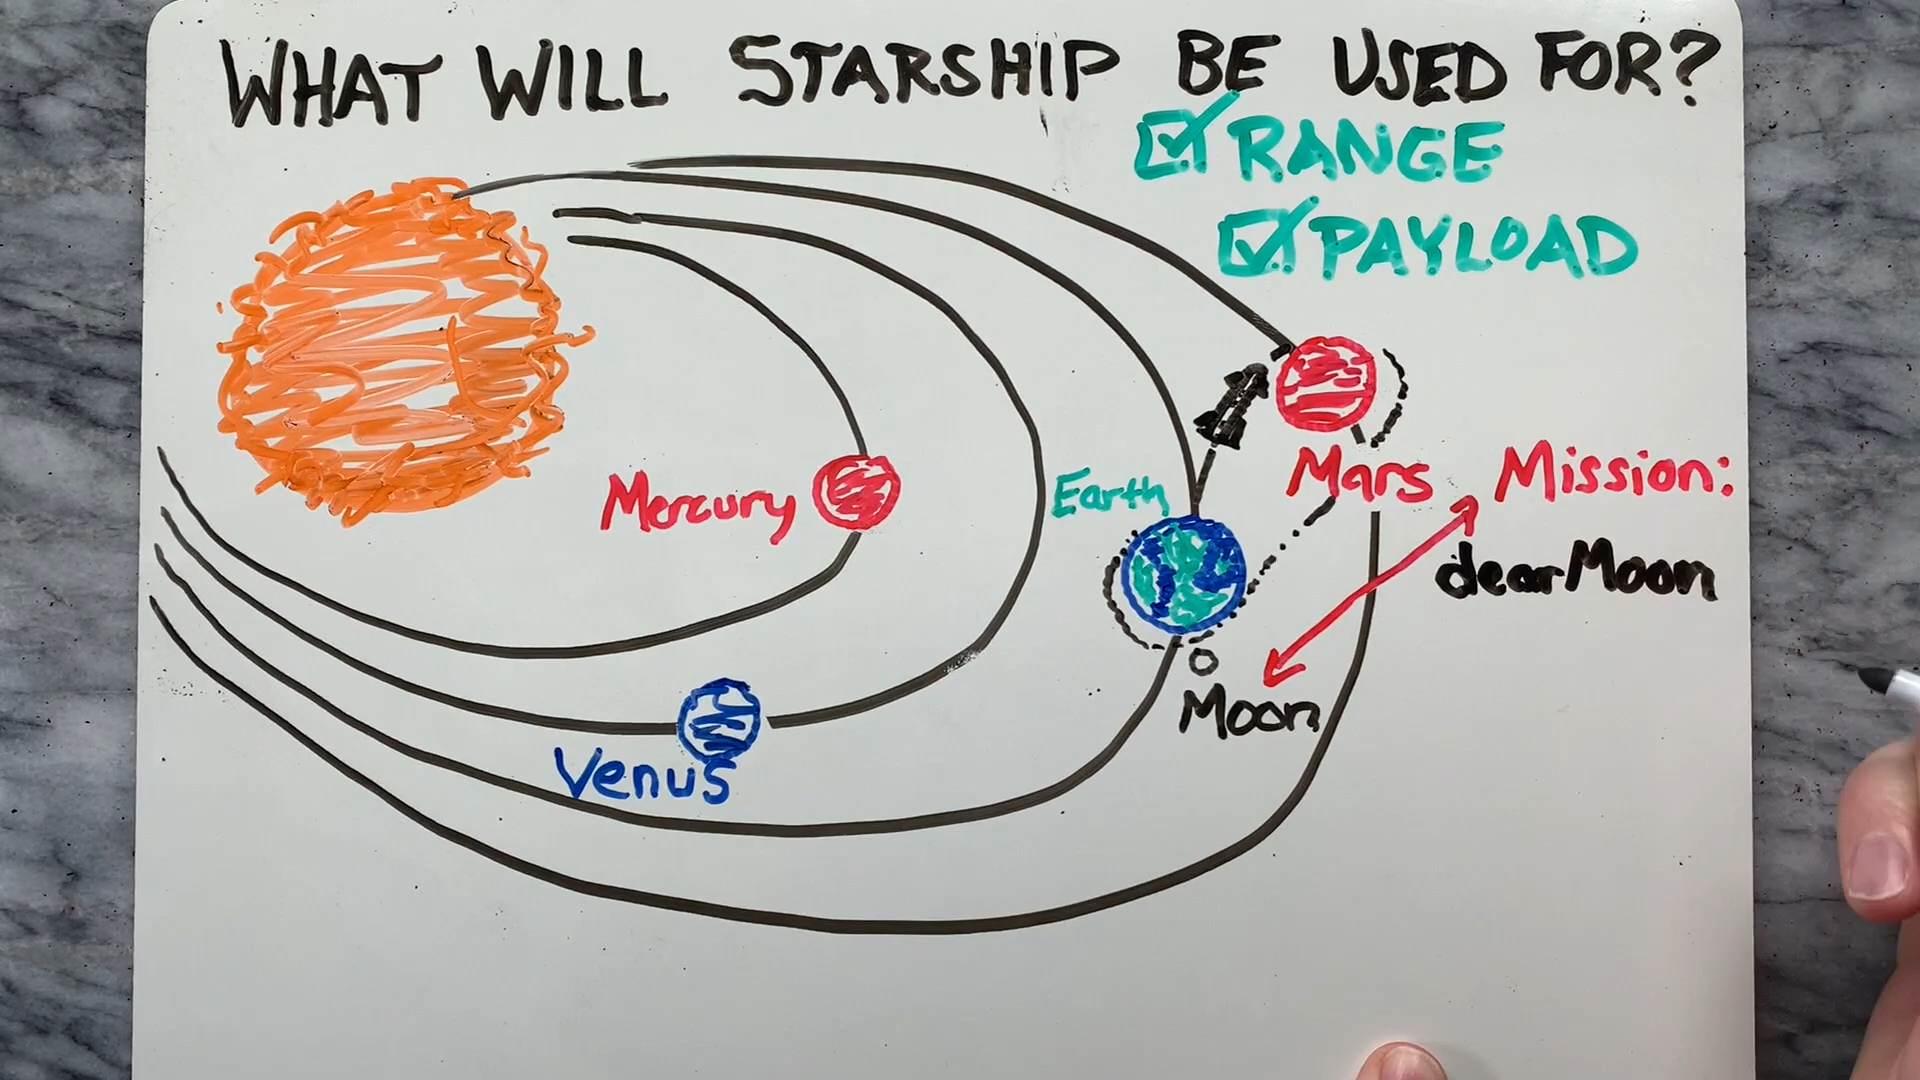 WHAT WILL STARSHIP BE USED FOR?
RANGE
PAYLOAD
Mercury
Earth
Mars
Mission:
dearMoon
Moon
Venus